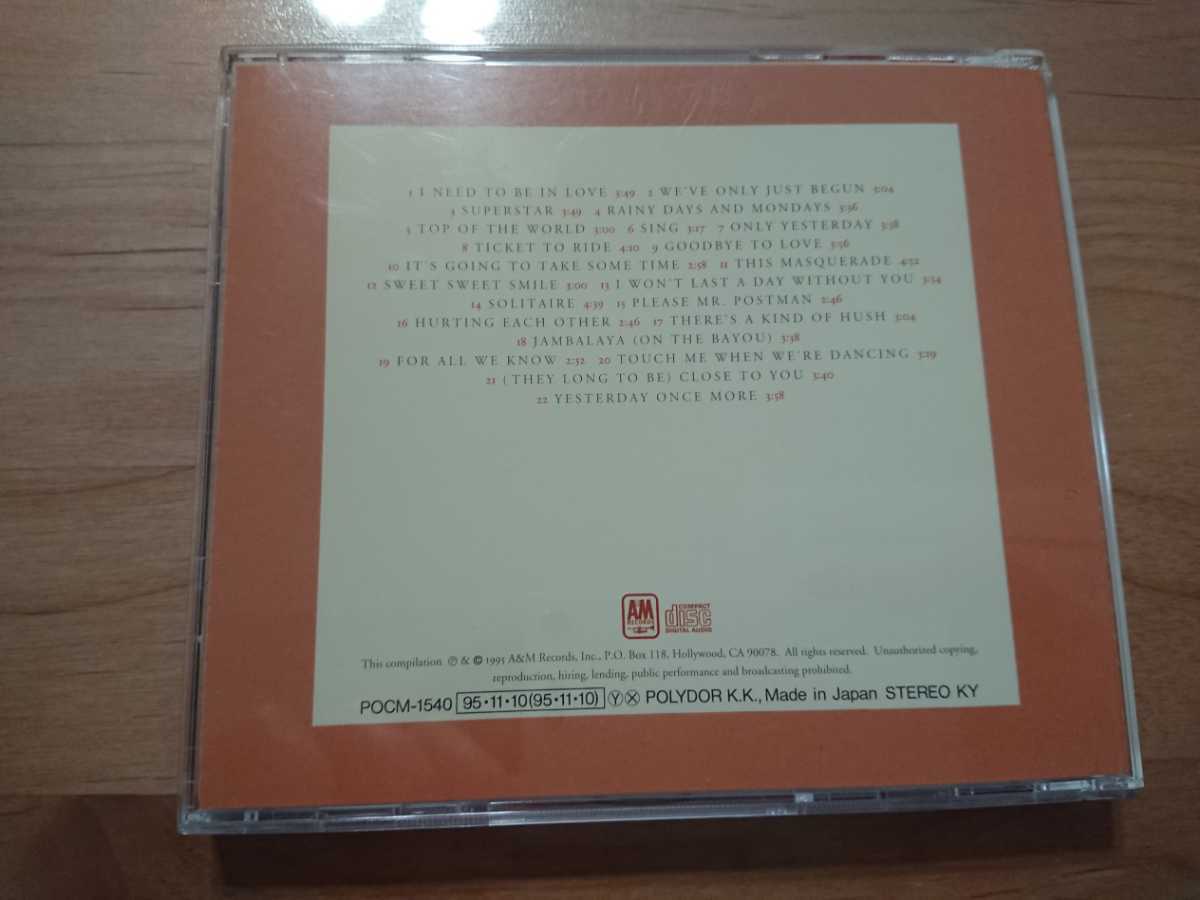 1 I NEED TO BE IN LOVE 3:49 2 WE'VE ONLY JUST BEGUN 3:04
3 SUPERSTAR 3:49 4 RAINY DAYS AND MONDAYS 3:36
5 TOP OF THE WORLD 3:00 6 SING 3:17 7 ONLY YESTERDAY 3:58
8 TICKET TO RIDE 4:10 9 GOODBYE TO LOVE 3:56
10 IT'S GOING TO TAKE SOME TIME 2:58 11 THIS MASQUERADE 4:52
12 SWEET SWEET SMILE 3:00 13 I WON'T LAST A DAY WITHOUT YOU 3:54
14 SOLITAIRE 4:39 15 PLEASE MR. POSTMAN 2:46
16 HURTING EACH OTHER 2:46 17 THERE'S A KIND OF HUSH 3:04
18 JAMBALAYA (ON THE BAYOU) 3:38
19 FOR ALL WE KNOW 2:32 20 TOUCH ME WHEN WE'RE DANCING 3:19
21 (THEY LONG TO BE) CLOSE TO YOU 3:40
22 YESTERDAY ONCE MORE 3:58
A&M RECORDS
COMPACT disc DIGITAL AUDIO
This compilation ℗ & © 1995 A&M Records, Inc., P.O. Box 118, Hollywood, CA 90078. All rights reserved. Unauthorized copying,
reproduction, hiring, lending, public performance and broadcasting prohibited.
POCM-1540 95・11・10(95・11・10) Ⓨ Ⓧ POLYDOR K.K., Made in Japan STEREO KY